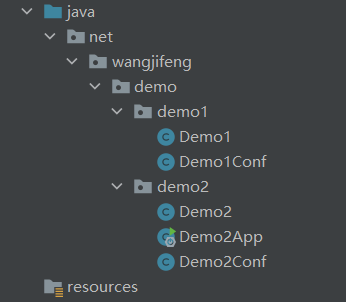 java
net
wangjifeng
demo
demo1
Demo1
Demo1Conf
demo2
Demo2
Demo2App
Demo2Conf
resources